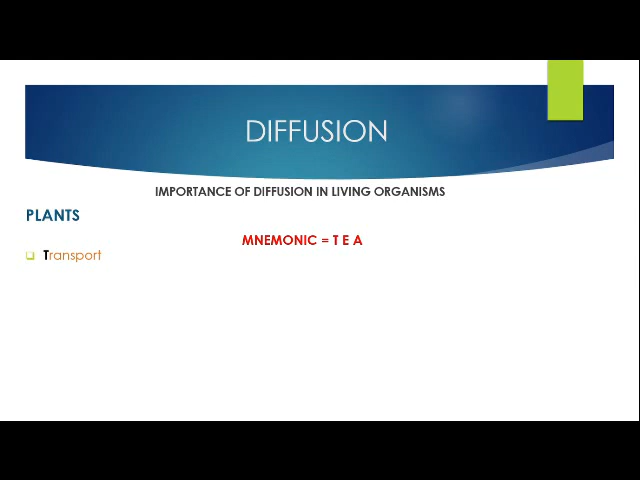 DIFFUSION
IMPORTANCE OF DIFFUSION IN LIVING ORGANISMS
PLANTS
MNEMONIC = T E A
Transport